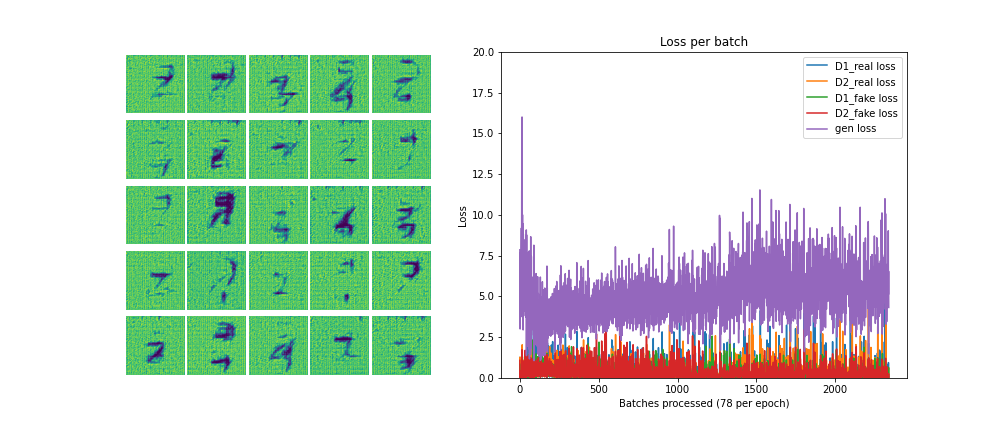 Loss per batch
20.0
17.5
15.0
12.5
10.0
7.5
5.0
2.5
0.0
Loss
D1_real loss
D2_real loss
D1_fake loss
D2_fake loss
gen loss
0 500 1000 1500 2000
Batches processed (78 per epoch)